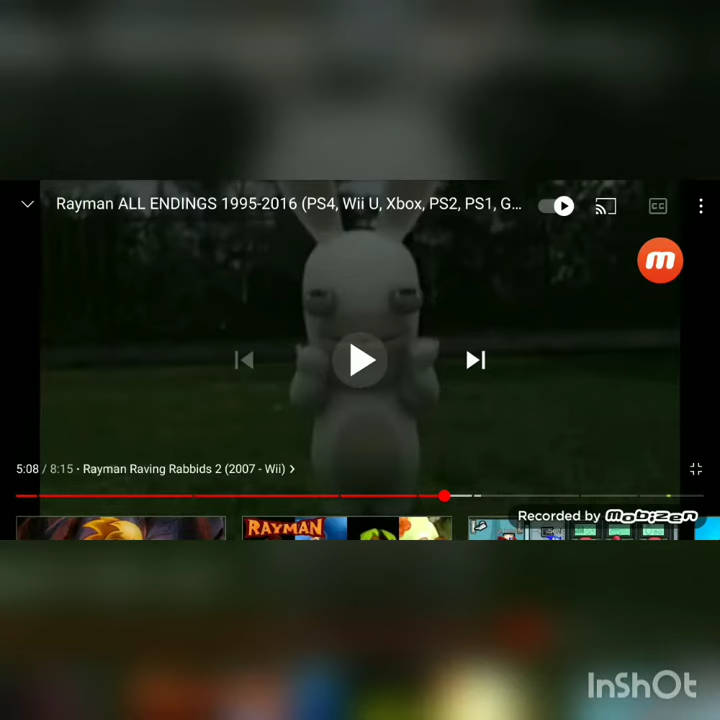 Rayman ALL ENDINGS 1995-2016 (PS4, Wii U, Xbox, PS2, PS1, G...
CC
m
5:08 / 8:15 · Rayman Raving Rabbids 2 (2007 - Wii) >
Recorded by mobizen
RAYMAN
InShOt